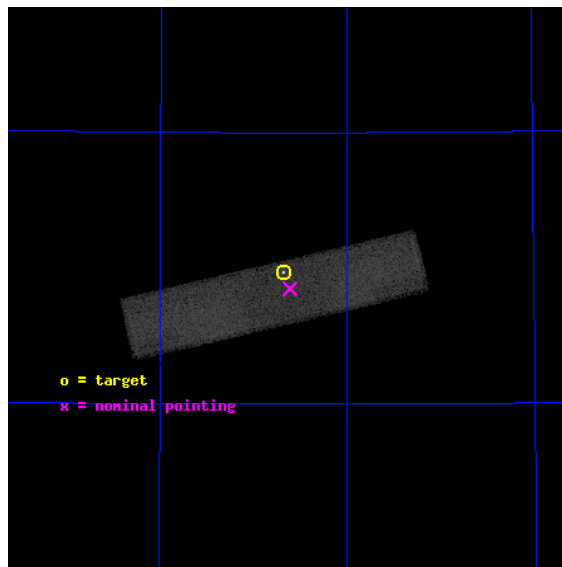 o = target
x = nominal pointing